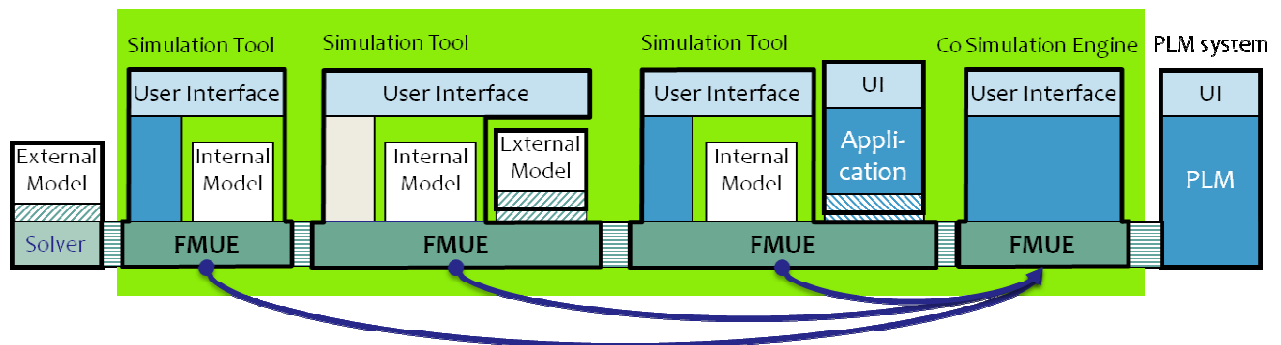 Simulation Tool
Simulation Tool
Simulation Tool
Co Simulation Engine
PLM system
User Interface
User Interface
User Interface
UI
User Interface
UI
External
Model
Internal
Model
Internal
Model
External
Model
Internal
Model
Appli-
cation
PLM
Solver
FMUE
FMUE
FMUE
FMUE